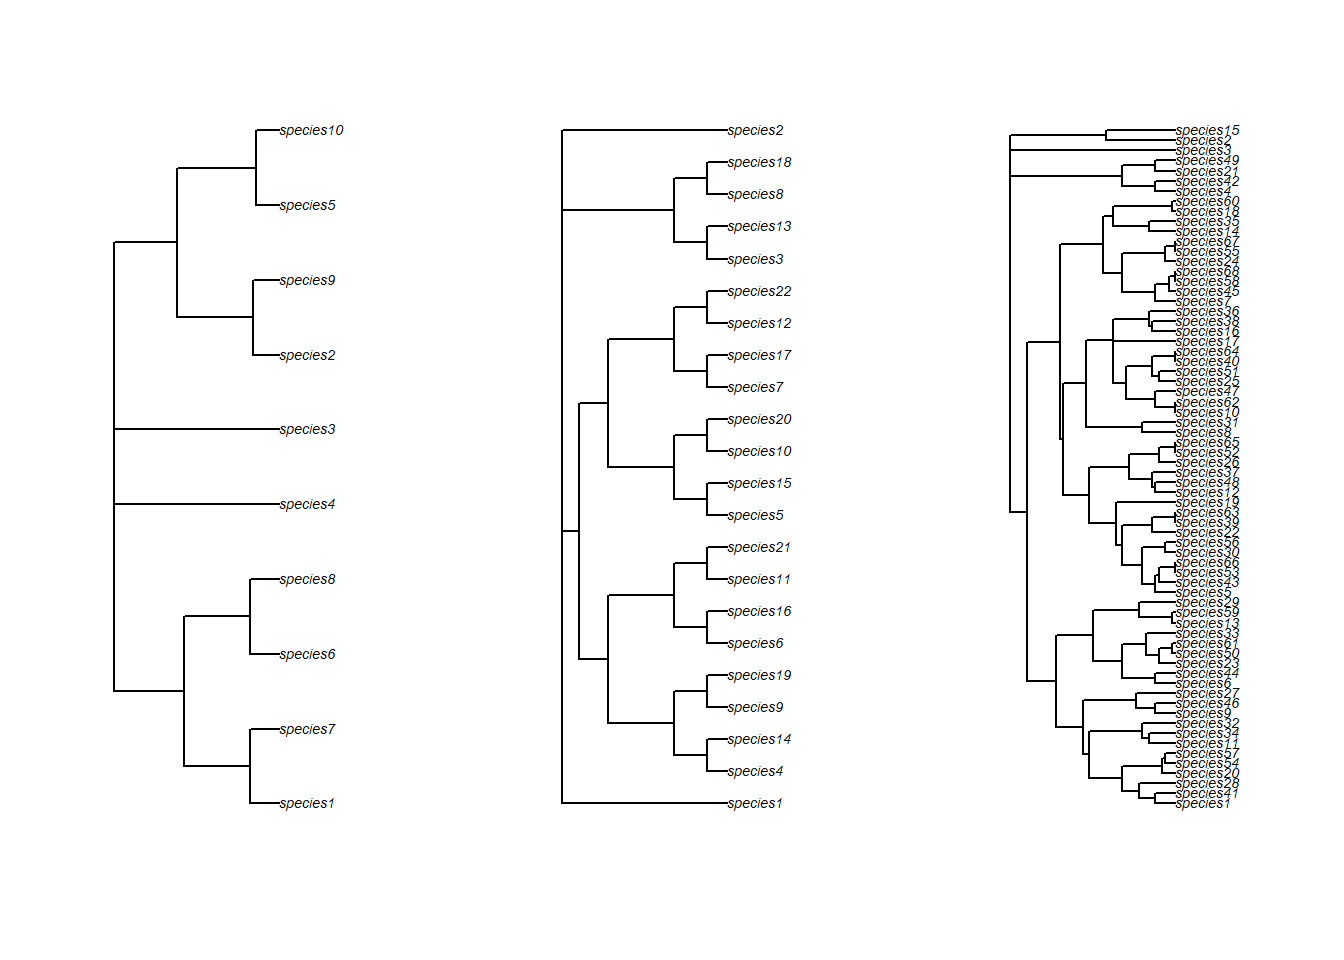 species10
species5
species9
species2
species3
species4
species8
species6
species7
species1
species2
species18
species8
species13
species3
species22
species12
species17
species7
species20
species10
species15
species5
species21
species11
species16
species6
species19
species9
species14
species4
species1
species15
species2
species3
species49
species21
species42
species4
species60
species18
species35
species14
species67
species55
species24
species68
species58
species45
species7
species36
species38
species16
species17
species64
species40
species51
species25
species47
species62
species10
species31
species8
species65
species52
species26
species37
species48
species12
species19
species63
species39
species22
species56
species30
species66
species53
species43
species5
species29
species59
species13
species33
species61
species50
species23
species44
species6
species27
species46
species9
species32
species34
species11
species57
species54
species20
species28
species41
species1